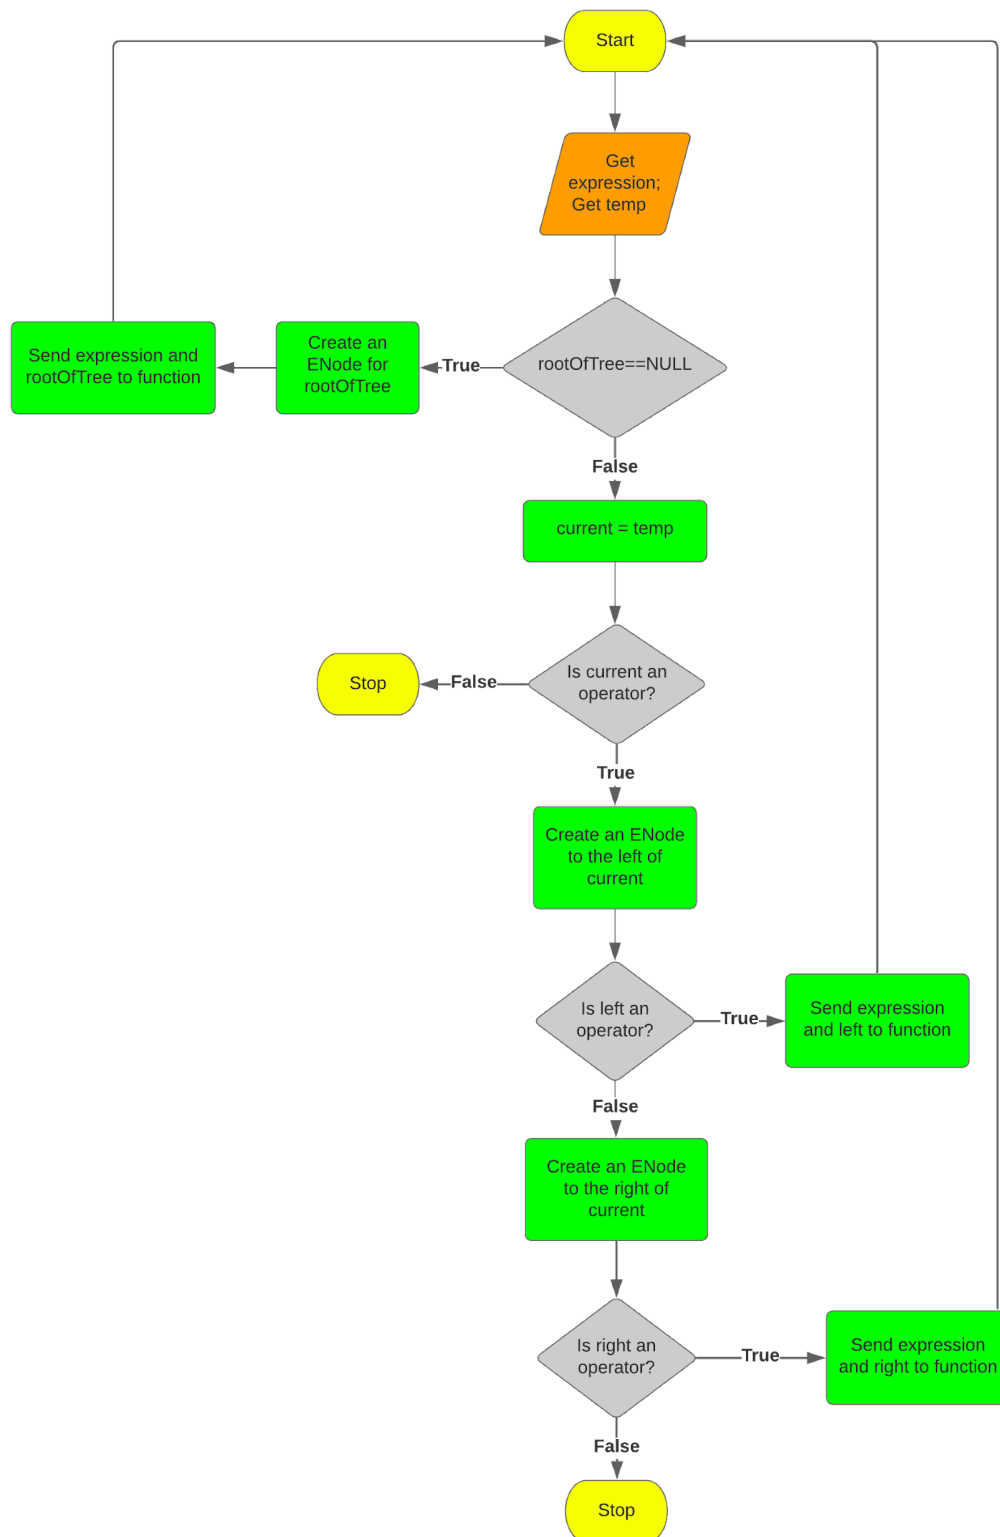 Start
Get
expression;
Get temp
rootOfTree==NULL
True
Create an
ENode for
rootOfTree
Send expression and
rootOfTree to function
False
current = temp
Is current an
operator?
False
Stop
True
Create an ENode
to the left of
current
Is left an
operator?
True
Send expression
and left to function
False
Create an ENode
to the right of
current
Is right an
operator?
True
Send expression
and right to function
False
Stop